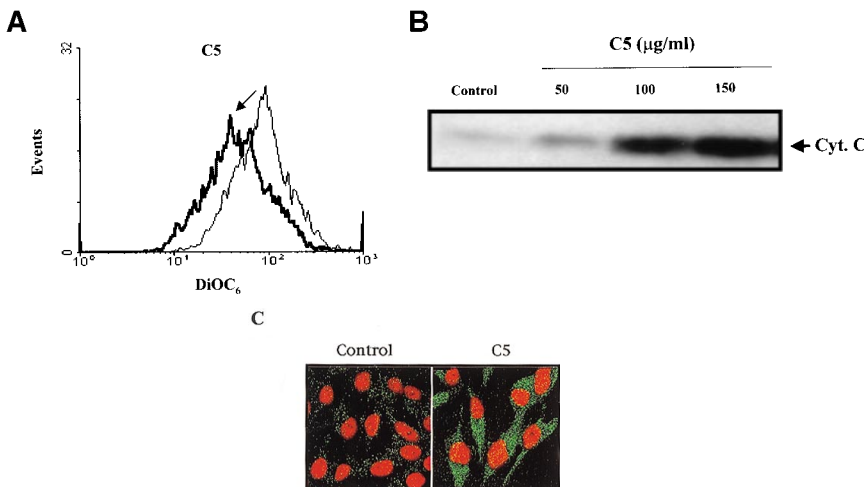 A
C5
32
Events
0
10⁰ 10¹ 10² 10³
DiOC₆
B
C5 (µg/ml)
Control 50 100 150
Cyt. C
C
Control C5